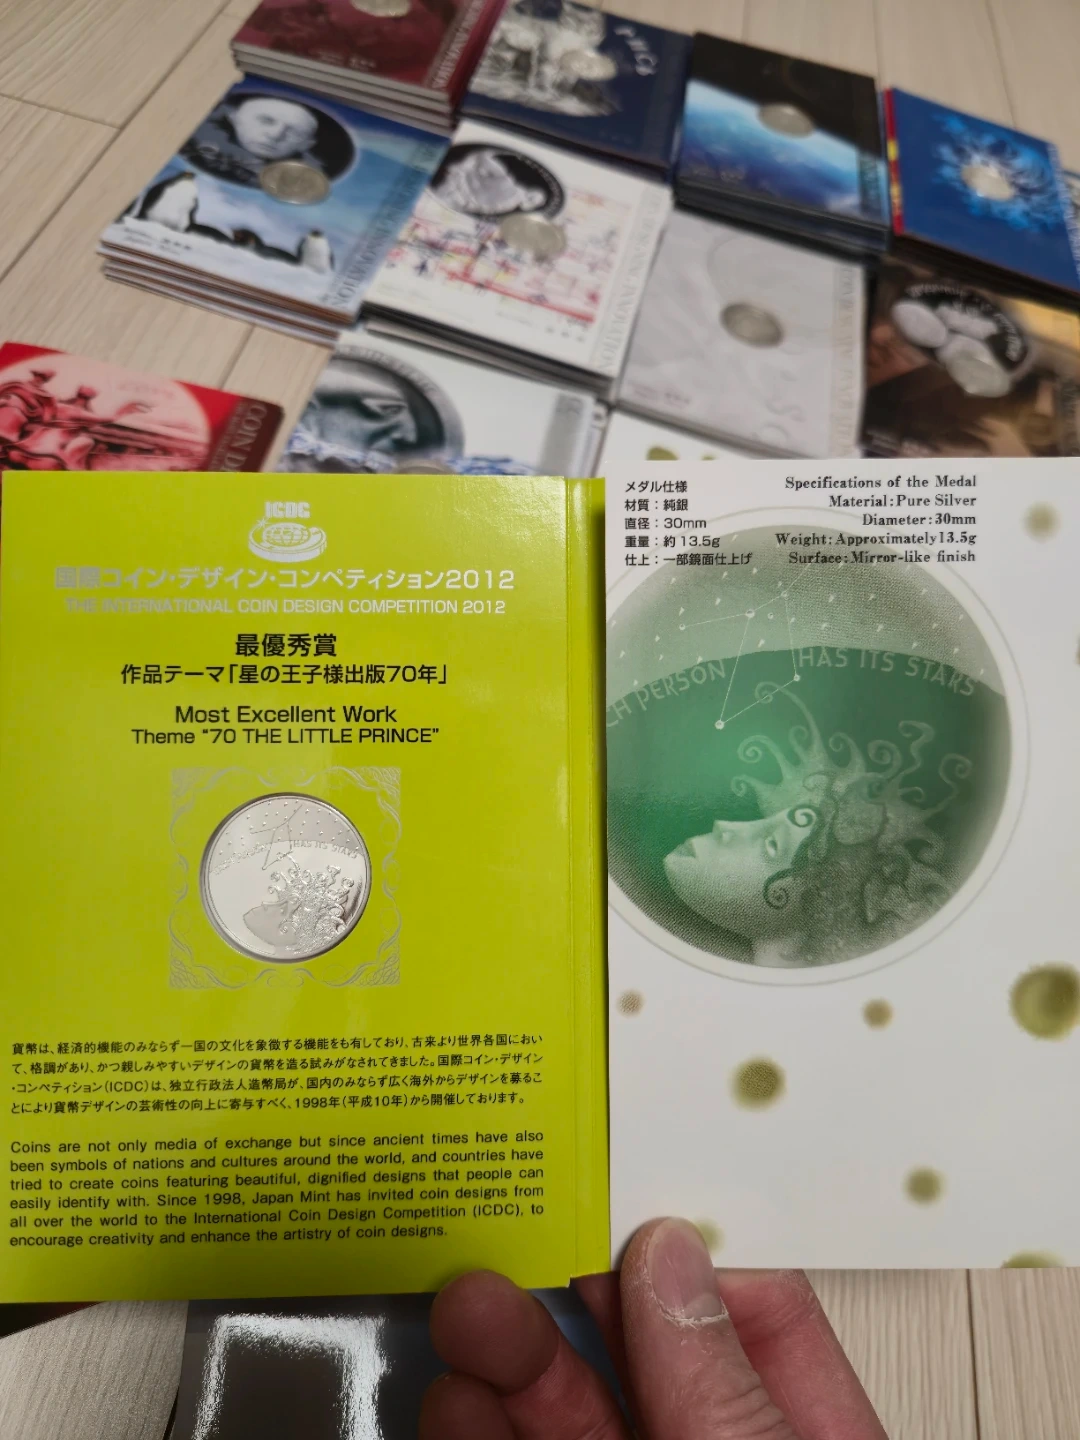 ICDC
国際コイン・デザイン・コンペティション2012
THE INTERNATIONAL COIN DESIGN COMPETITION 2012
最優秀賞
作品テーマ「星の王子様出版70年」
Most Excellent Work
Theme “70 THE LITTLE PRINCE”
HAS ITS STARS
貨幣は、経済的機能のみならず一国の文化を象徴する機能をも有しており、古来より世界各国におい
て、格調があり、かつ親しみやすいデザインの貨幣を造る試みがなされてきました。国際コイン・デザイン
・コンペティション(ICDC)は、独立行政法人造幣局が、国内のみならず広く海外からデザインを募るこ
とにより貨幣デザインの芸術性の向上に寄与すべく、1998年(平成10年)から開催しております。
Coins are not only media of exchange but since ancient times have also
been symbols of nations and cultures around the world, and countries have
tried to create coins featuring beautiful, dignified designs that people can
easily identify with. Since 1998, Japan Mint has invited coin designs from
all over the world to the International Coin Design Competition (ICDC), to
encourage creativity and enhance the artistry of coin designs.
メダル仕様
材質：純銀
直径：30mm
重量：約 13.5g
仕上：一部鏡面仕上げ
Specifications of the Medal
Material:Pure Silver
Diameter:30mm
Weight:Approximately13.5g
Surface:Mirror-like finish
CH PERSON HAS ITS STARS
COIN D